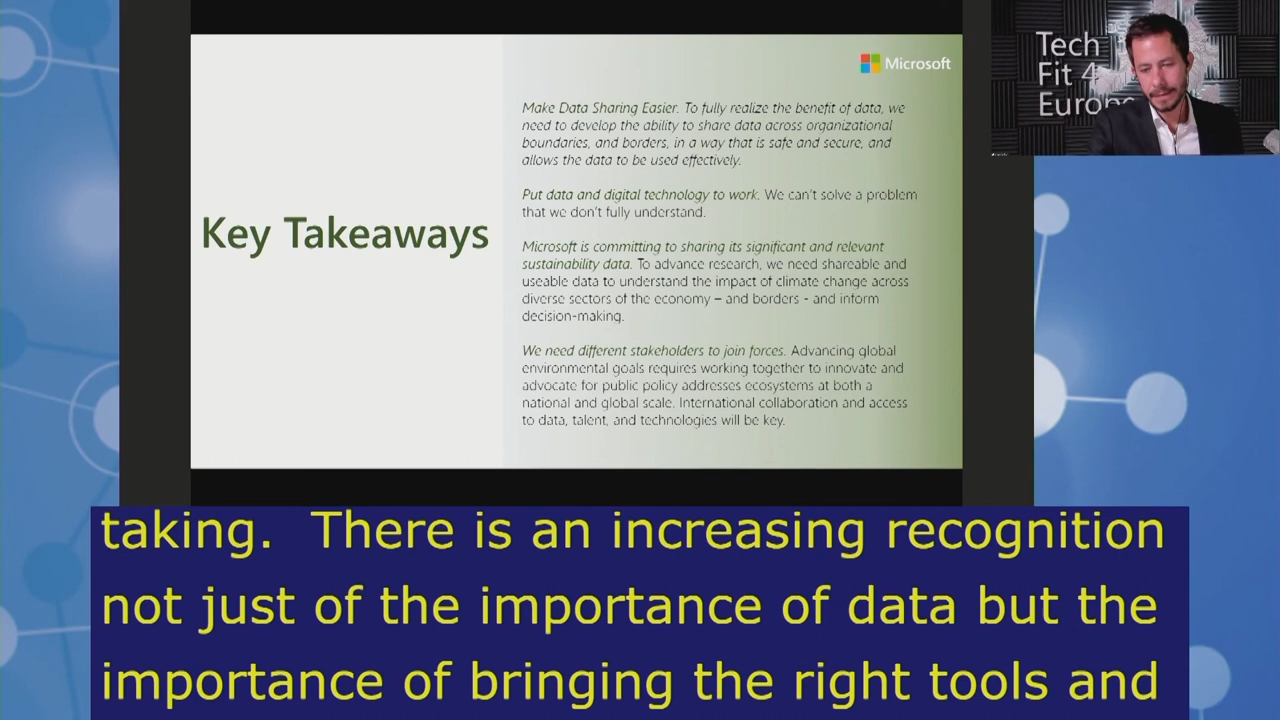 Microsoft
Tech
Fit 4
Europe
Key Takeaways
Make Data Sharing Easier. To fully realize the benefit of data, we
need to develop the ability to share data across organizational
boundaries, and borders, in a way that is safe and secure, and
allows the data to be used effectively.
Put data and digital technology to work. We can't solve a problem
that we don't fully understand.
Microsoft is committing to sharing its significant and relevant
sustainability data. To advance research, we need shareable and
useable data to understand the impact of climate change across
diverse sectors of the economy – and borders - and inform
decision-making.
We need different stakeholders to join forces. Advancing global
environmental goals requires working together to innovate and
advocate for public policy addresses ecosystems at both a
national and global scale. International collaboration and access
to data, talent, and technologies will be key.
taking. There is an increasing recognition
not just of the importance of data but the
importance of bringing the right tools and